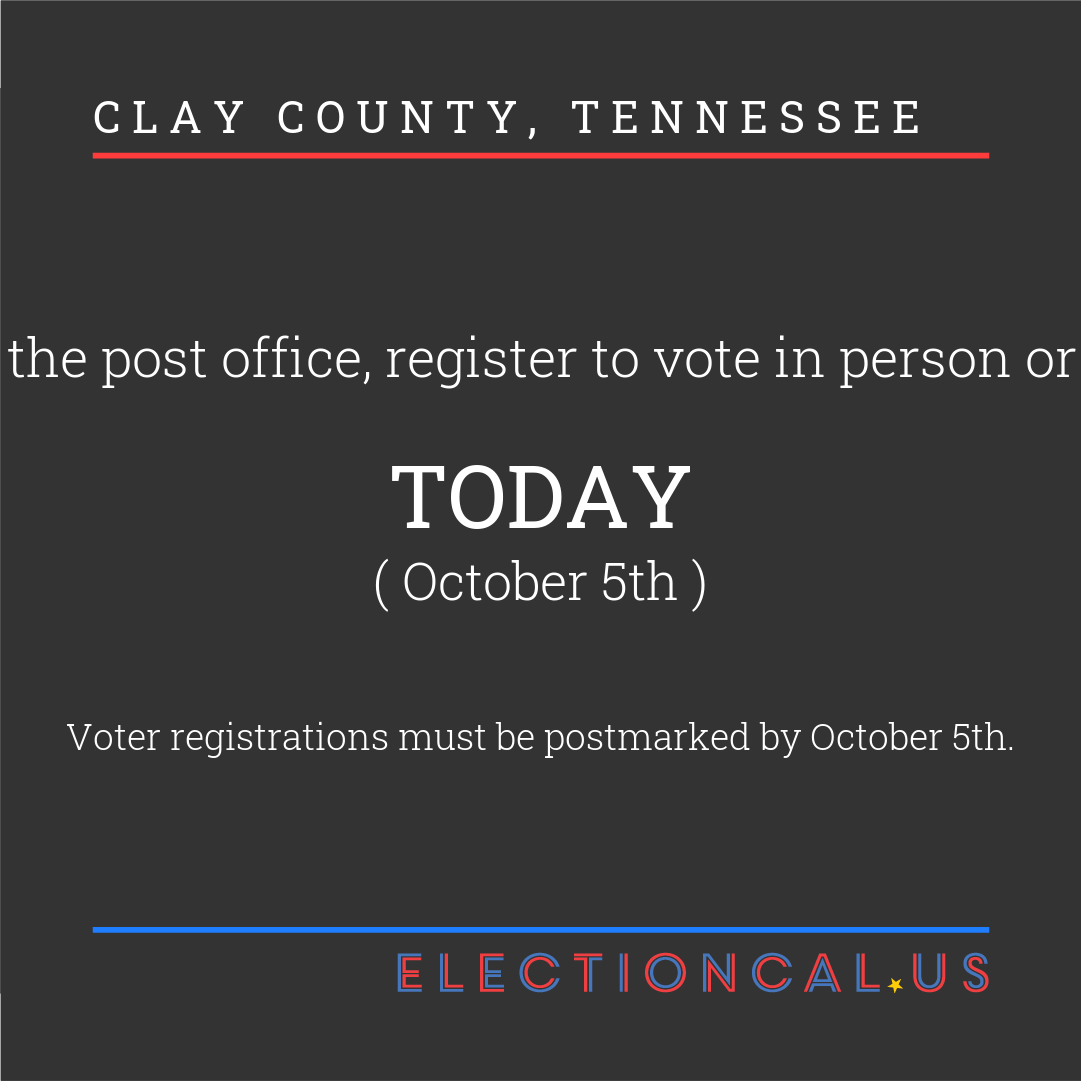 CLAY COUNTY, TENNESSEE
the post office, register to vote in person or
TODAY
( October 5th )
Voter registrations must be postmarked by October 5th.
ELECTIONCAL.US